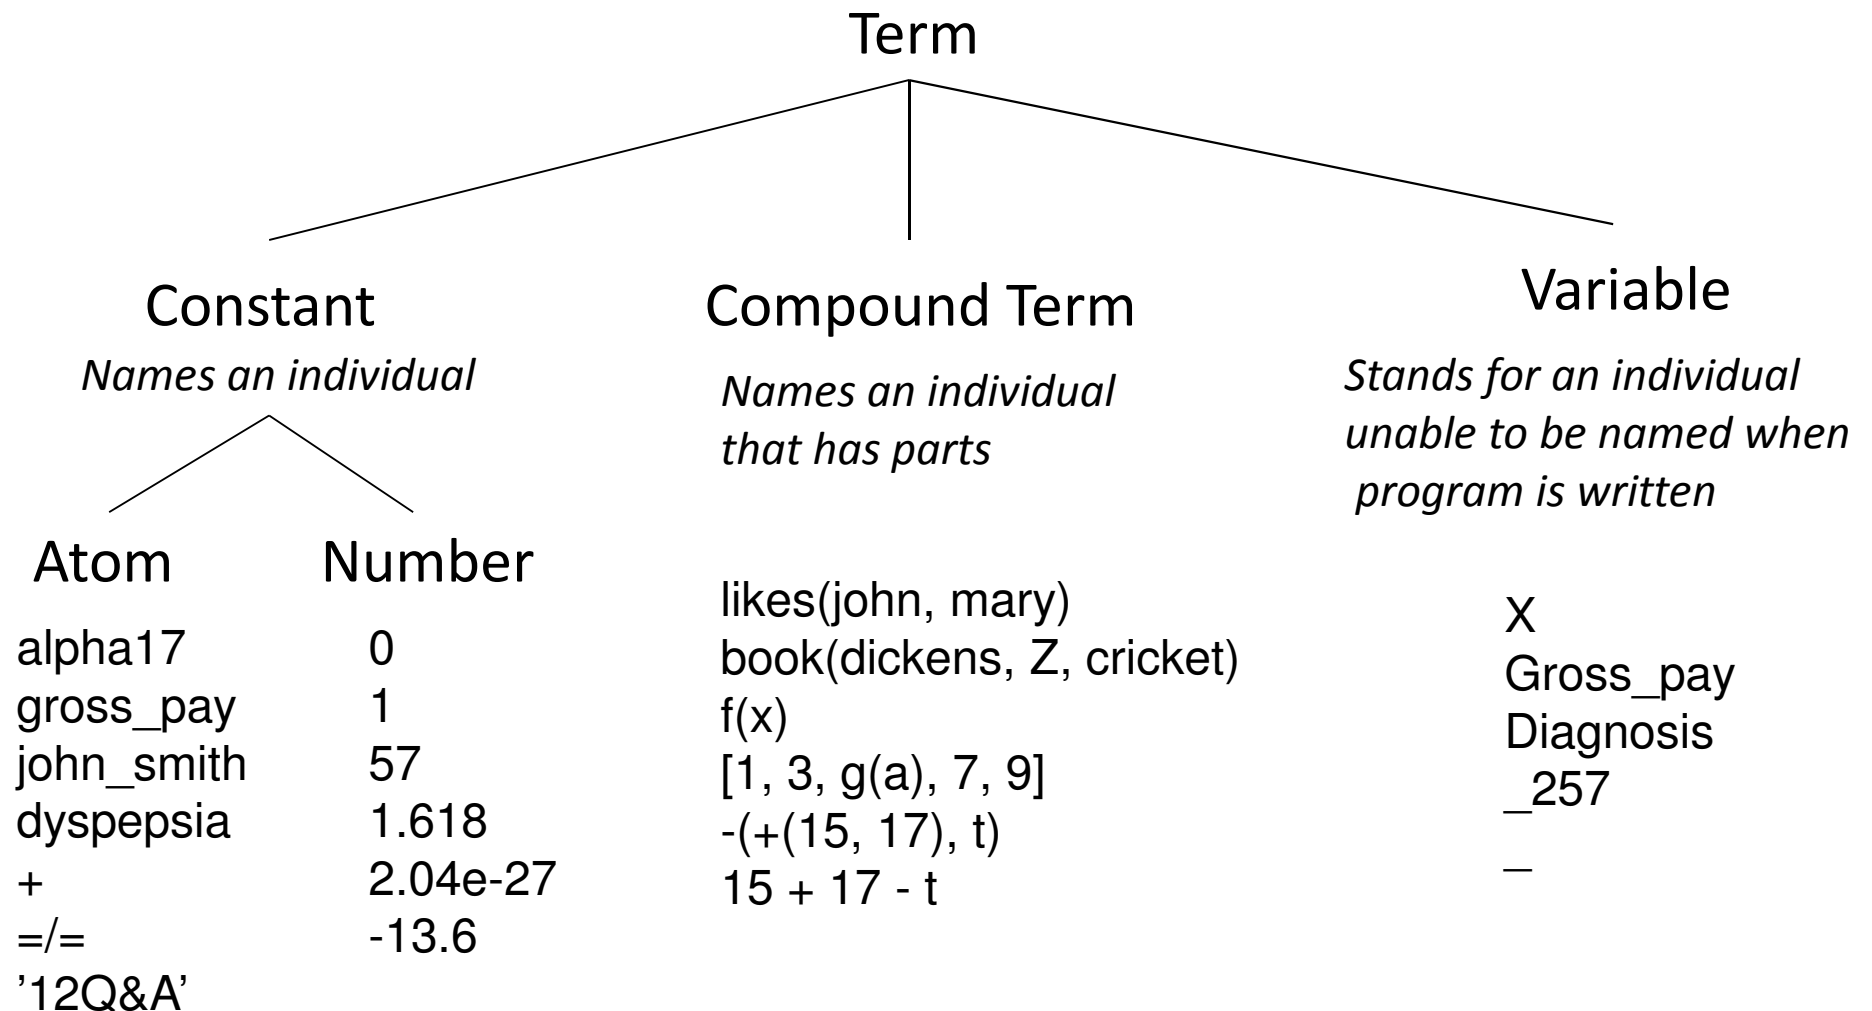 Term
Constant
Names an individual
Atom
alpha17
gross_pay
john_smith
dyspepsia
+
=/=
’12Q&A’
Number
0
1
57
1.618
2.04e-27
-13.6
Compound Term
Names an individual
that has parts
likes(john, mary)
book(dickens, Z, cricket)
f(x)
[1, 3, g(a), 7, 9]
-(+(15, 17), t)
15 + 17 - t
Variable
Stands for an individual
unable to be named when
program is written
X
Gross_pay
Diagnosis
_257
_